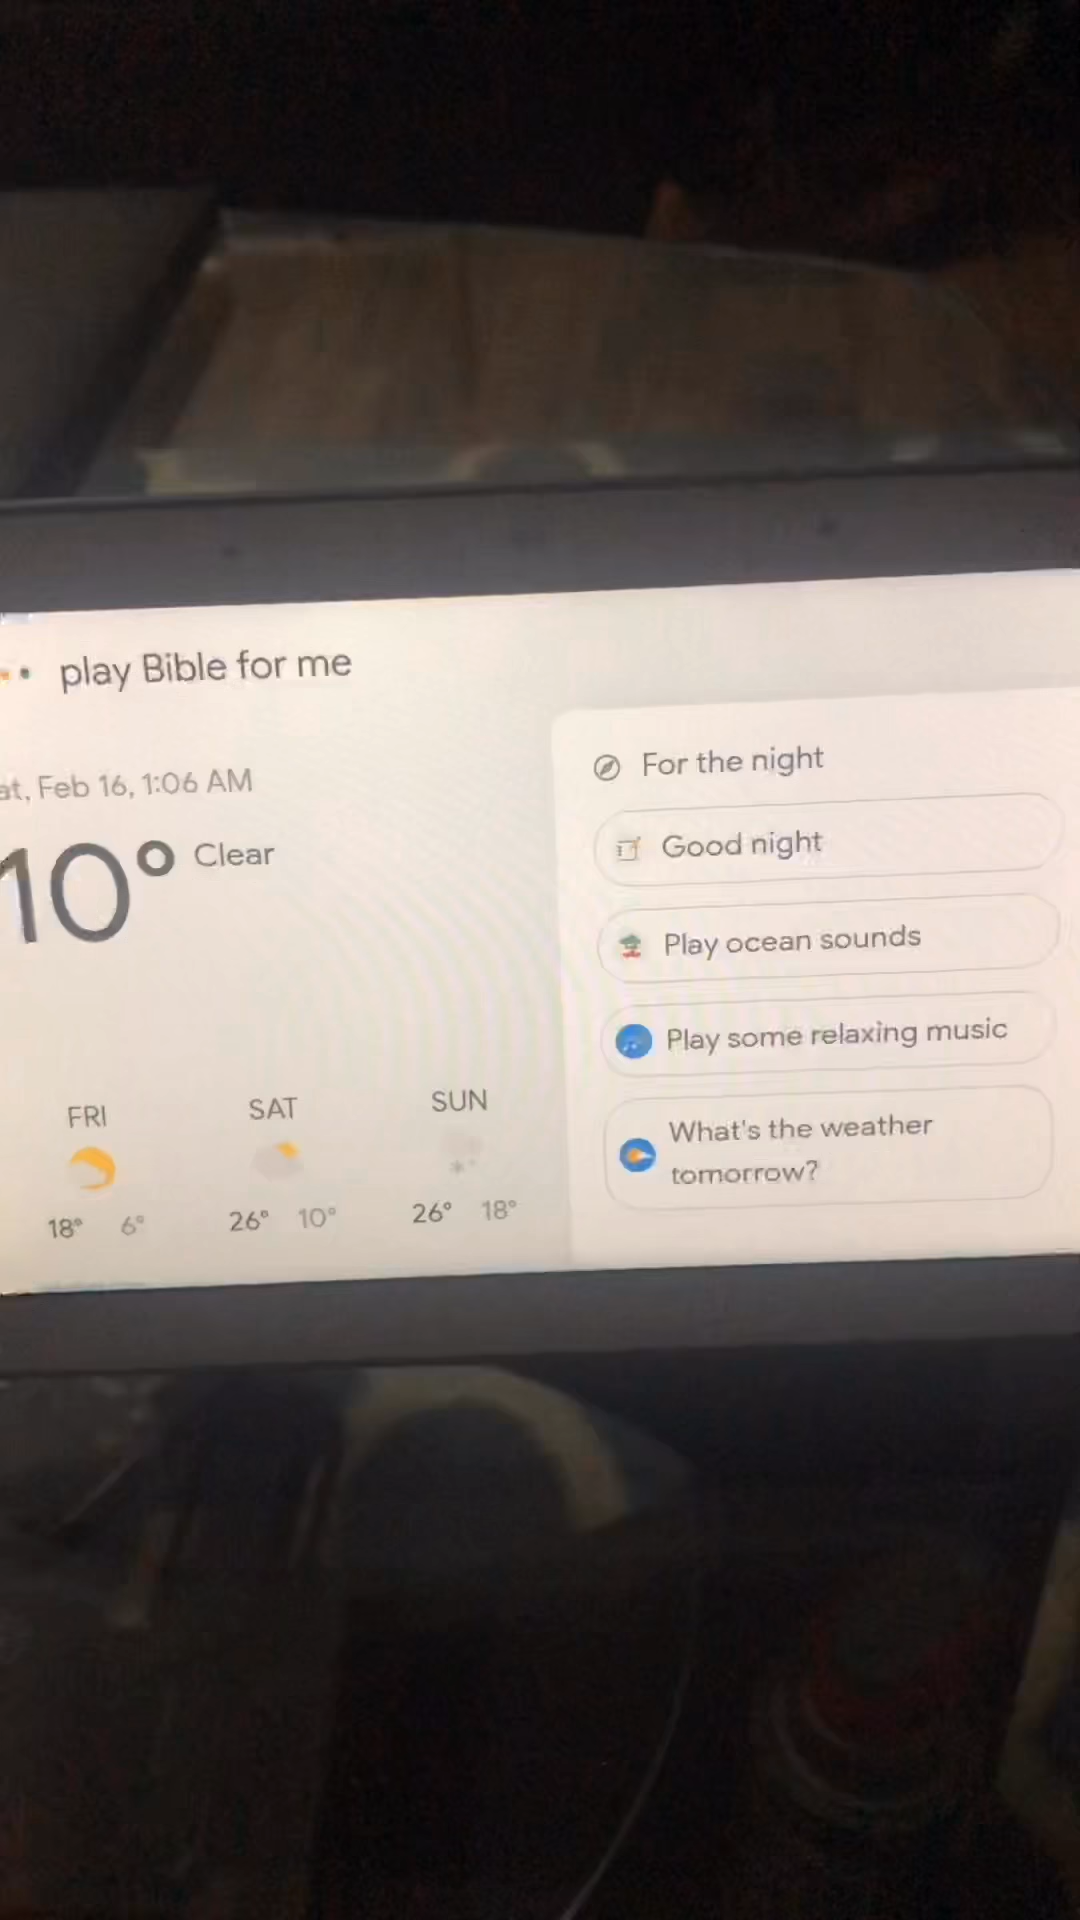 play Bible for me
at, Feb 16, 1:06 AM
10° Clear
FRI
18° 6°
SAT
26° 10°
SUN
26° 18°
For the night
Good night
Play ocean sounds
Play some relaxing music
What's the weather
tomorrow?